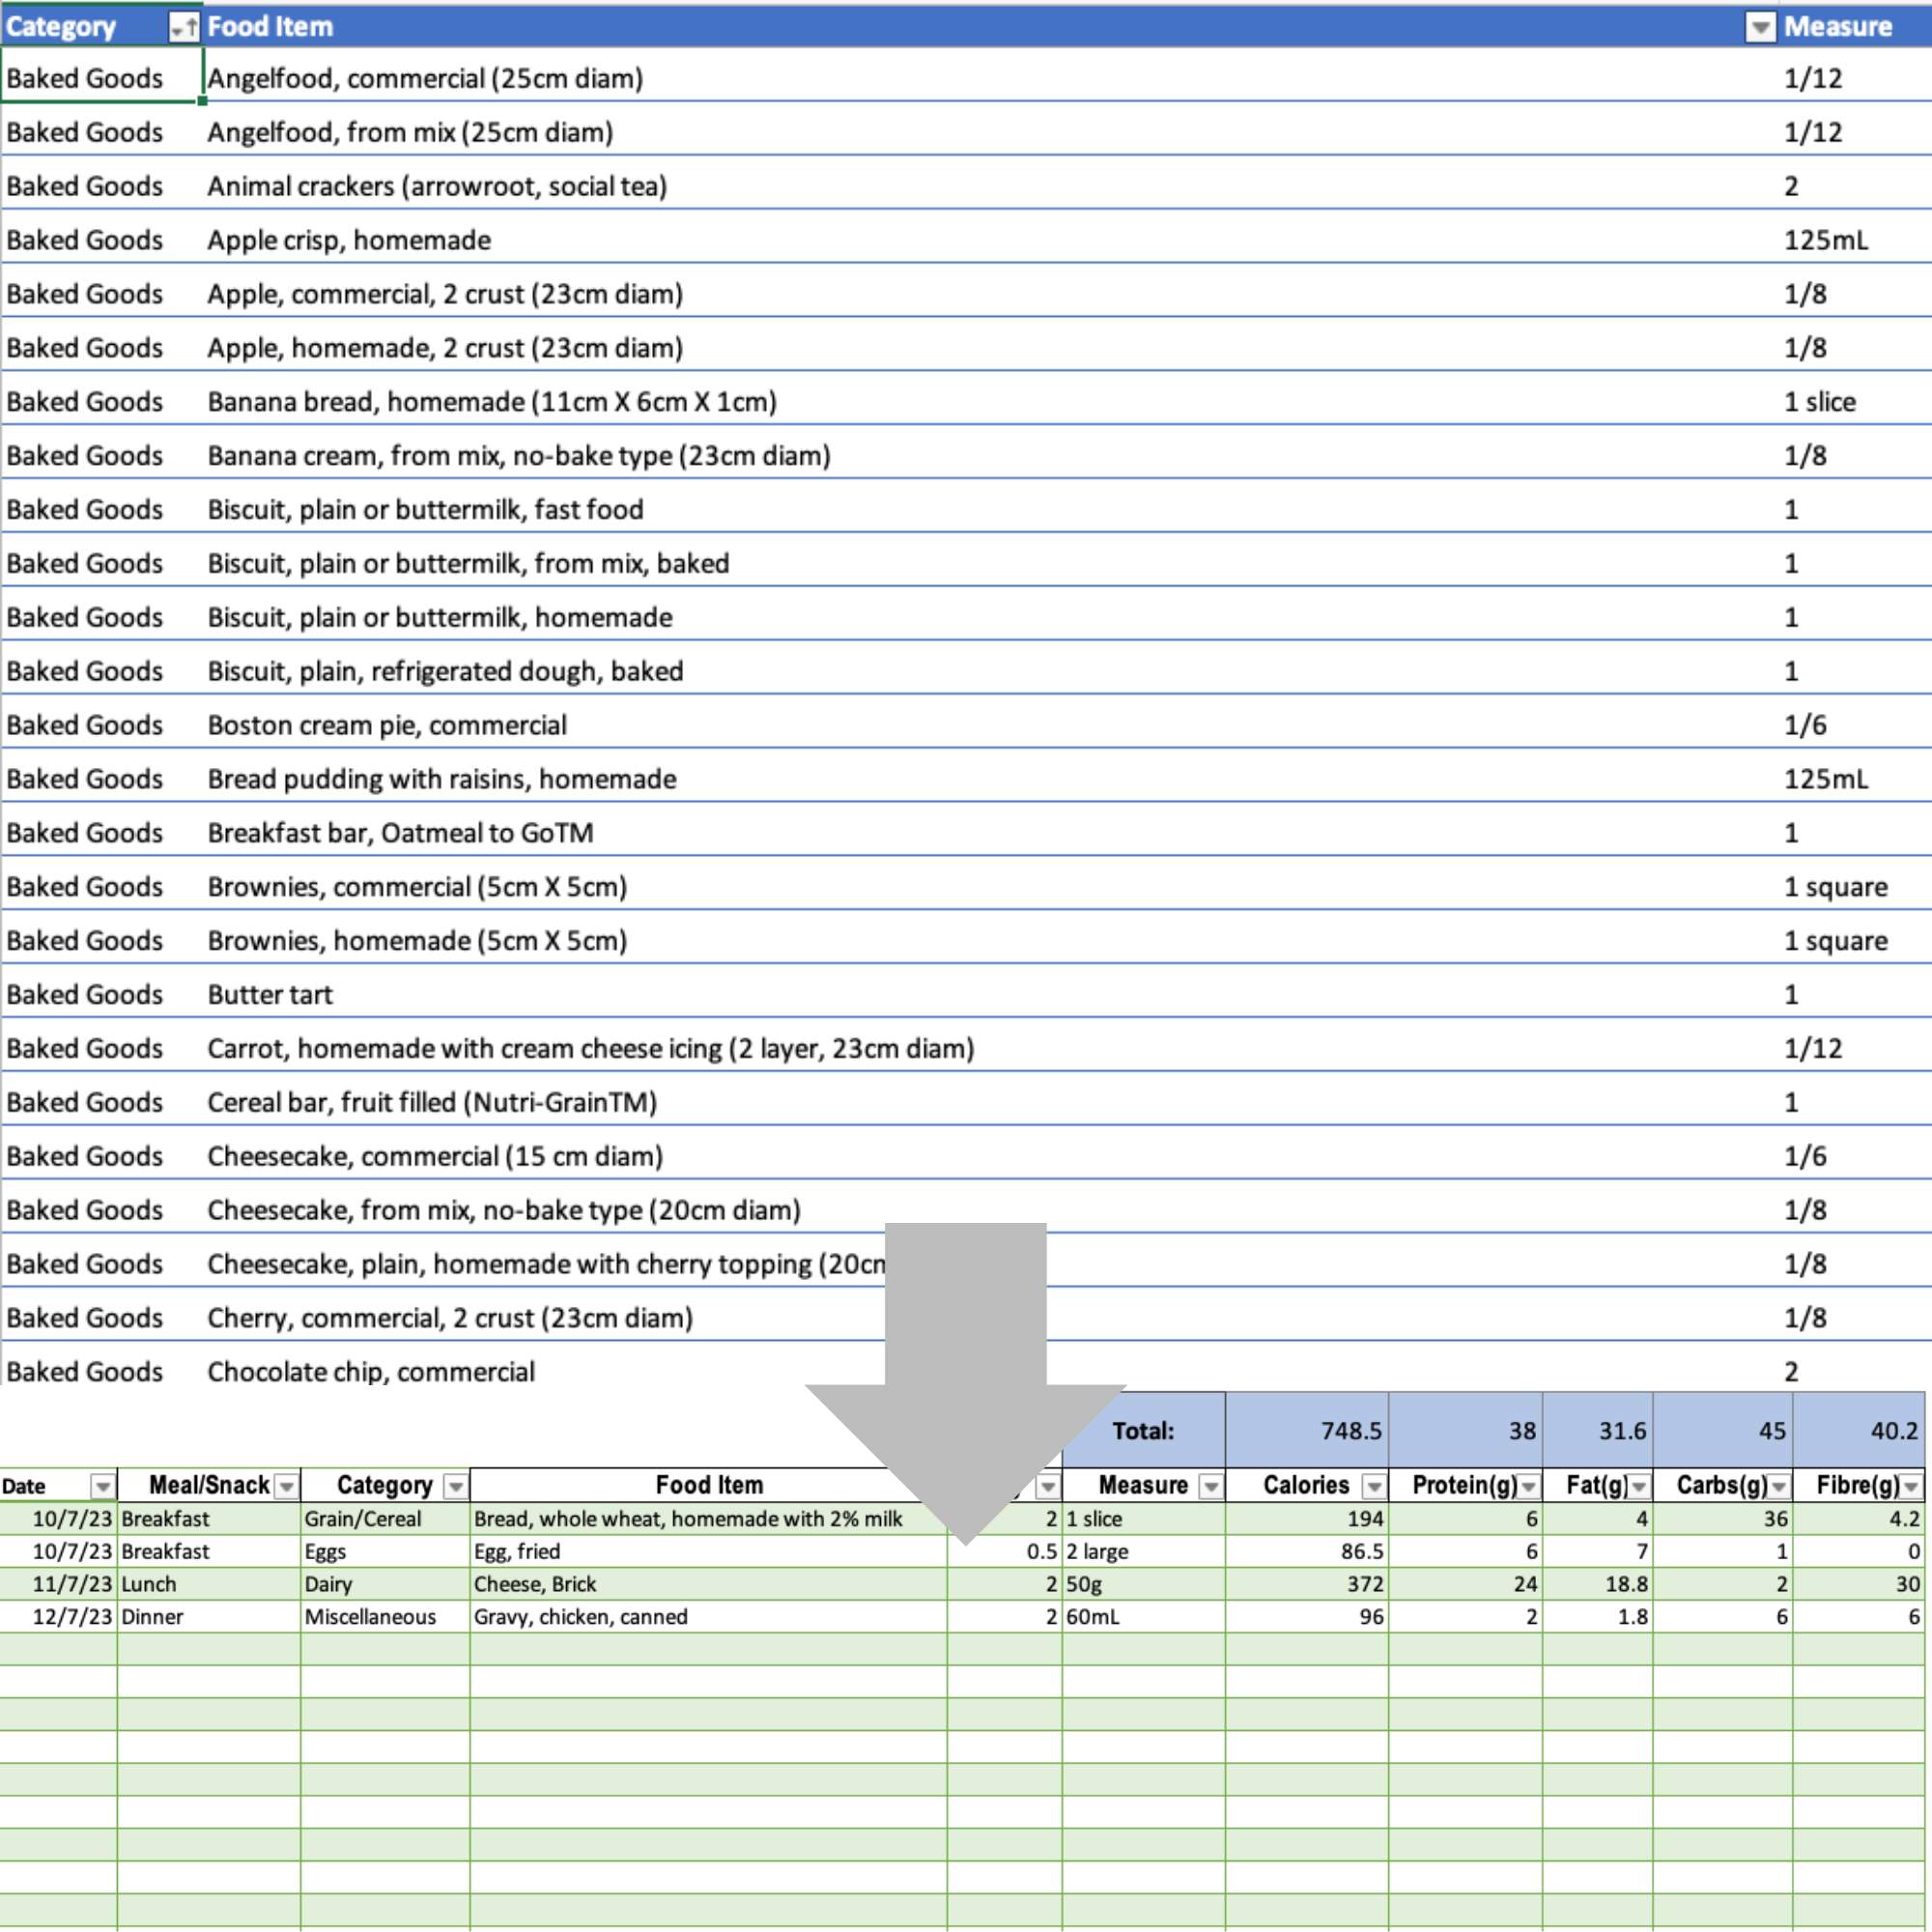 Category Food Item Measure
Baked Goods Angelfood, commercial (25cm diam) 1/12
Baked Goods Angelfood, from mix (25cm diam) 1/12
Baked Goods Animal crackers (arrowroot, social tea) 2
Baked Goods Apple crisp, homemade 125mL
Baked Goods Apple, commercial, 2 crust (23cm diam) 1/8
Baked Goods Apple, homemade, 2 crust (23cm diam) 1/8
Baked Goods Banana bread, homemade (11cm X 6cm X 1cm) 1 slice
Baked Goods Banana cream, from mix, no-bake type (23cm diam) 1/8
Baked Goods Biscuit, plain or buttermilk, fast food 1
Baked Goods Biscuit, plain or buttermilk, from mix, baked 1
Baked Goods Biscuit, plain or buttermilk, homemade 1
Baked Goods Biscuit, plain, refrigerated dough, baked 1
Baked Goods Boston cream pie, commercial 1/6
Baked Goods Bread pudding with raisins, homemade 125mL
Baked Goods Breakfast bar, Oatmeal to GoTM 1
Baked Goods Brownies, commercial (5cm X 5cm) 1 square
Baked Goods Brownies, homemade (5cm X 5cm) 1 square
Baked Goods Butter tart 1
Baked Goods Carrot, homemade with cream cheese icing (2 layer, 23cm diam) 1/12
Baked Goods Cereal bar, fruit filled (Nutri-GrainTM) 1
Baked Goods Cheesecake, commercial (15 cm diam) 1/6
Baked Goods Cheesecake, from mix, no-bake type (20cm diam) 1/8
Baked Goods Cheesecake, plain, homemade with cherry topping 1/8
Baked Goods Cherry, commercial, 2 crust (23cm diam) 1/8
Baked Goods Chocolate chip, commercial 2
Total: 748.5 38 31.6 45 40.2
Date Meal/Snack Category Food Item Measure Calories Protein(g) Fat(g) Carbs(g) Fibre(g)
10/7/23 Breakfast Grain/Cereal Bread, whole wheat, homemade with 2% milk 2 1 slice 194 6 4 36 4.2
10/7/23 Breakfast Eggs Egg, fried 0.5 2 large 86.5 6 7 1 0
11/7/23 Lunch Dairy Cheese, Brick 2 50g 372 24 18.8 2 30
12/7/23 Dinner Miscellaneous Gravy, chicken, canned 2 60mL 96 2 1.8 6 6